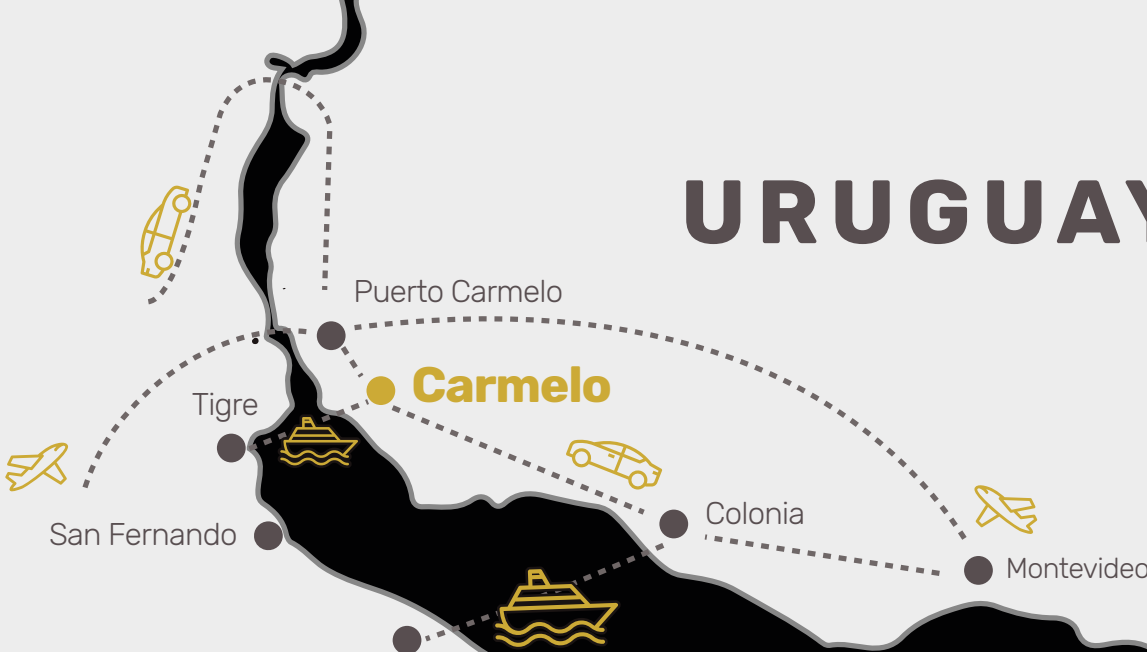 URUGUAY
Puerto Carmelo
Carmelo
Tigre
Colonia
San Fernando
Montevideo